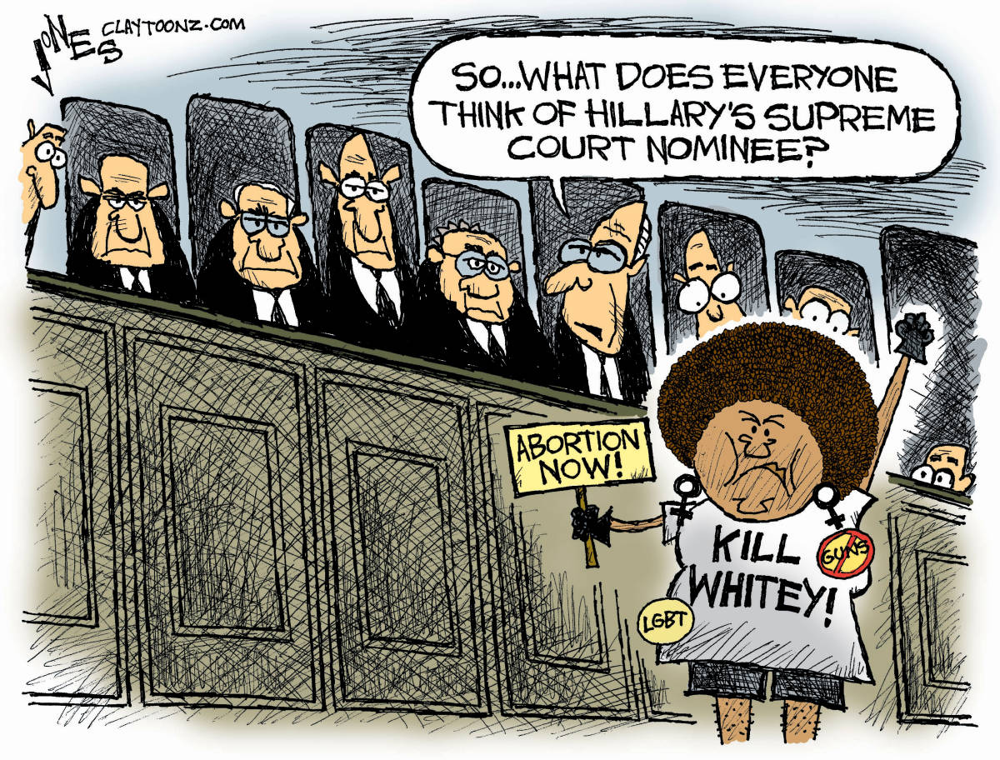 JONES
CLAYTOONZ.COM
SO...WHAT DOES EVERYONE
THINK OF HILLARY'S SUPREME
COURT NOMINEE?
ABORTION
NOW!
KILL
WHITEY!
GUNS
LGBT